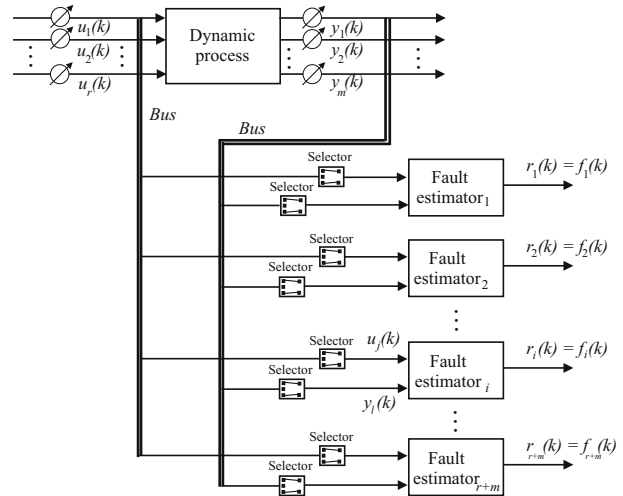 u₁(k)
u₂(k)
⋮ ⋮
uᵣ(k)
Dynamic
process
y₁(k)
y₂(k)
⋮ ⋮
yₘ(k)
Bus
Bus
Selector
Selector
Fault
estimator₁
r₁(k) = f₁(k)
Selector
Selector
Fault
estimator₂
r₂(k) = f₂(k)
⋮
Selector
uⱼ(k)
Selector
yₗ(k)
Fault
estimatorᵢ
rᵢ(k) = fᵢ(k)
⋮
Selector
Selector
Fault
estimatorᵣ₊ₘ
rᵣ₊ₘ(k) = fᵣ₊ₘ(k)